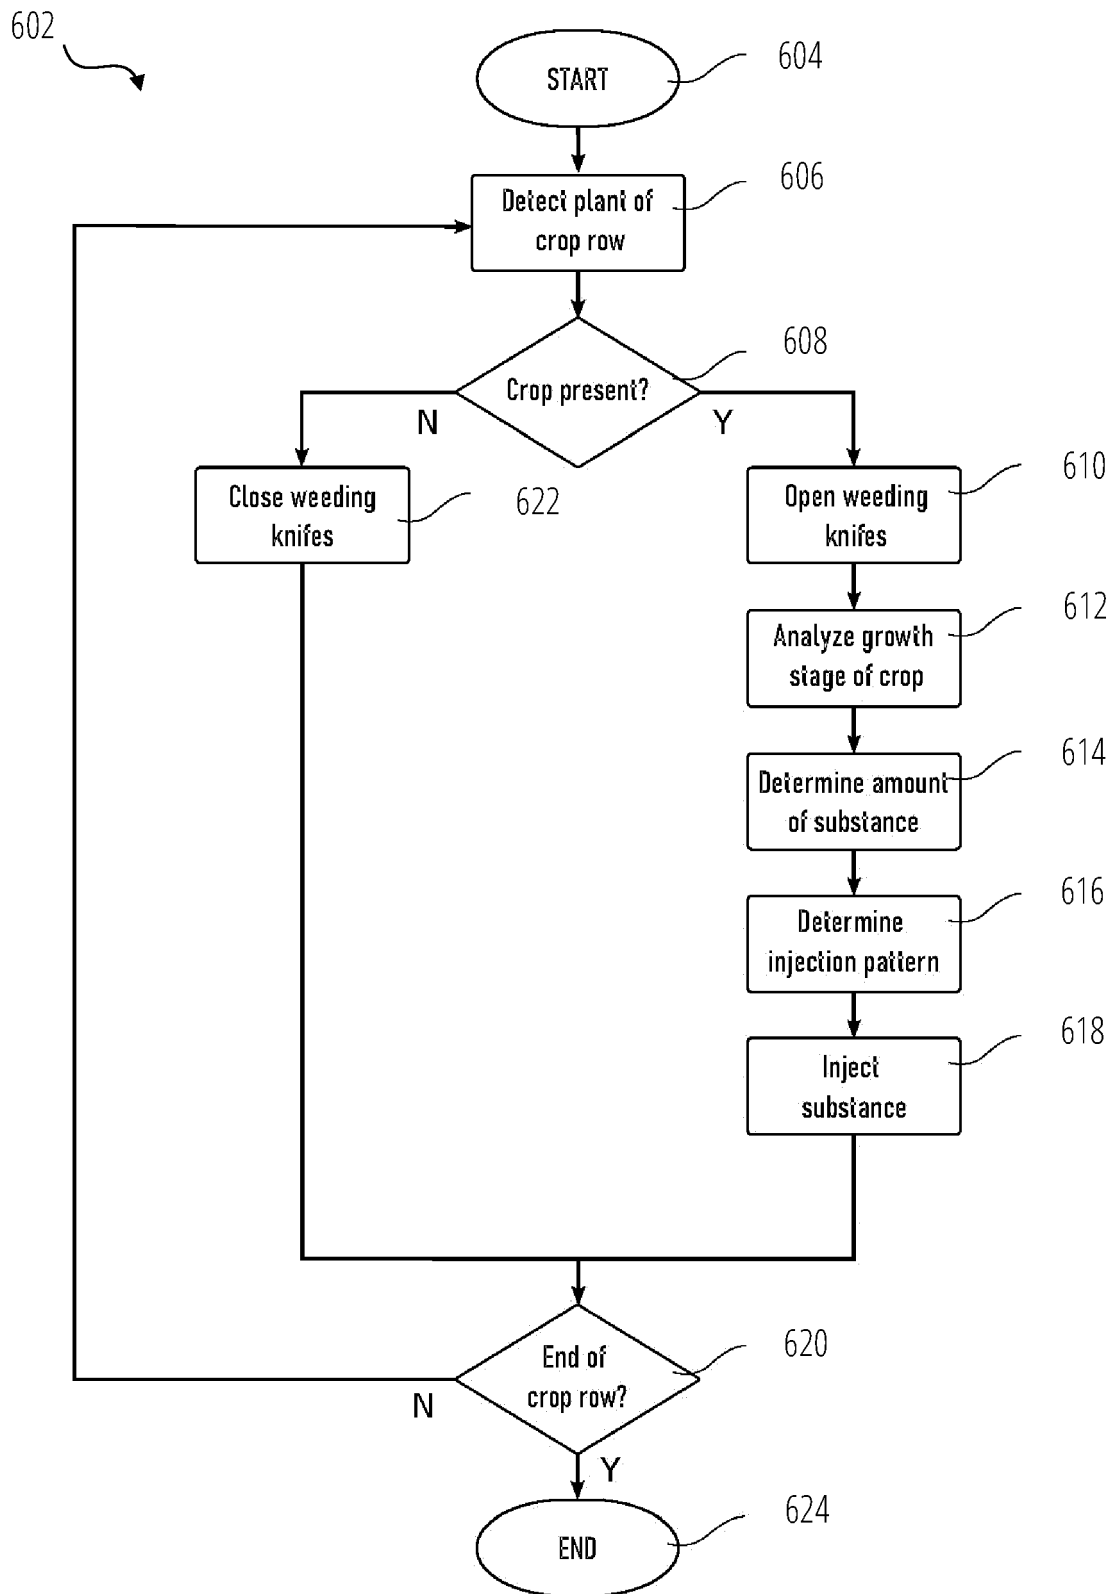 602
START
604
Detect plant of
crop row
606
Crop present?
608
N
Y
Close weeding
knifes
622
Open weeding
knifes
610
Analyze growth
stage of crop
612
Determine amount
of substance
614
Determine
injection pattern
616
Inject
substance
618
End of
crop row?
620
N
Y
END
624